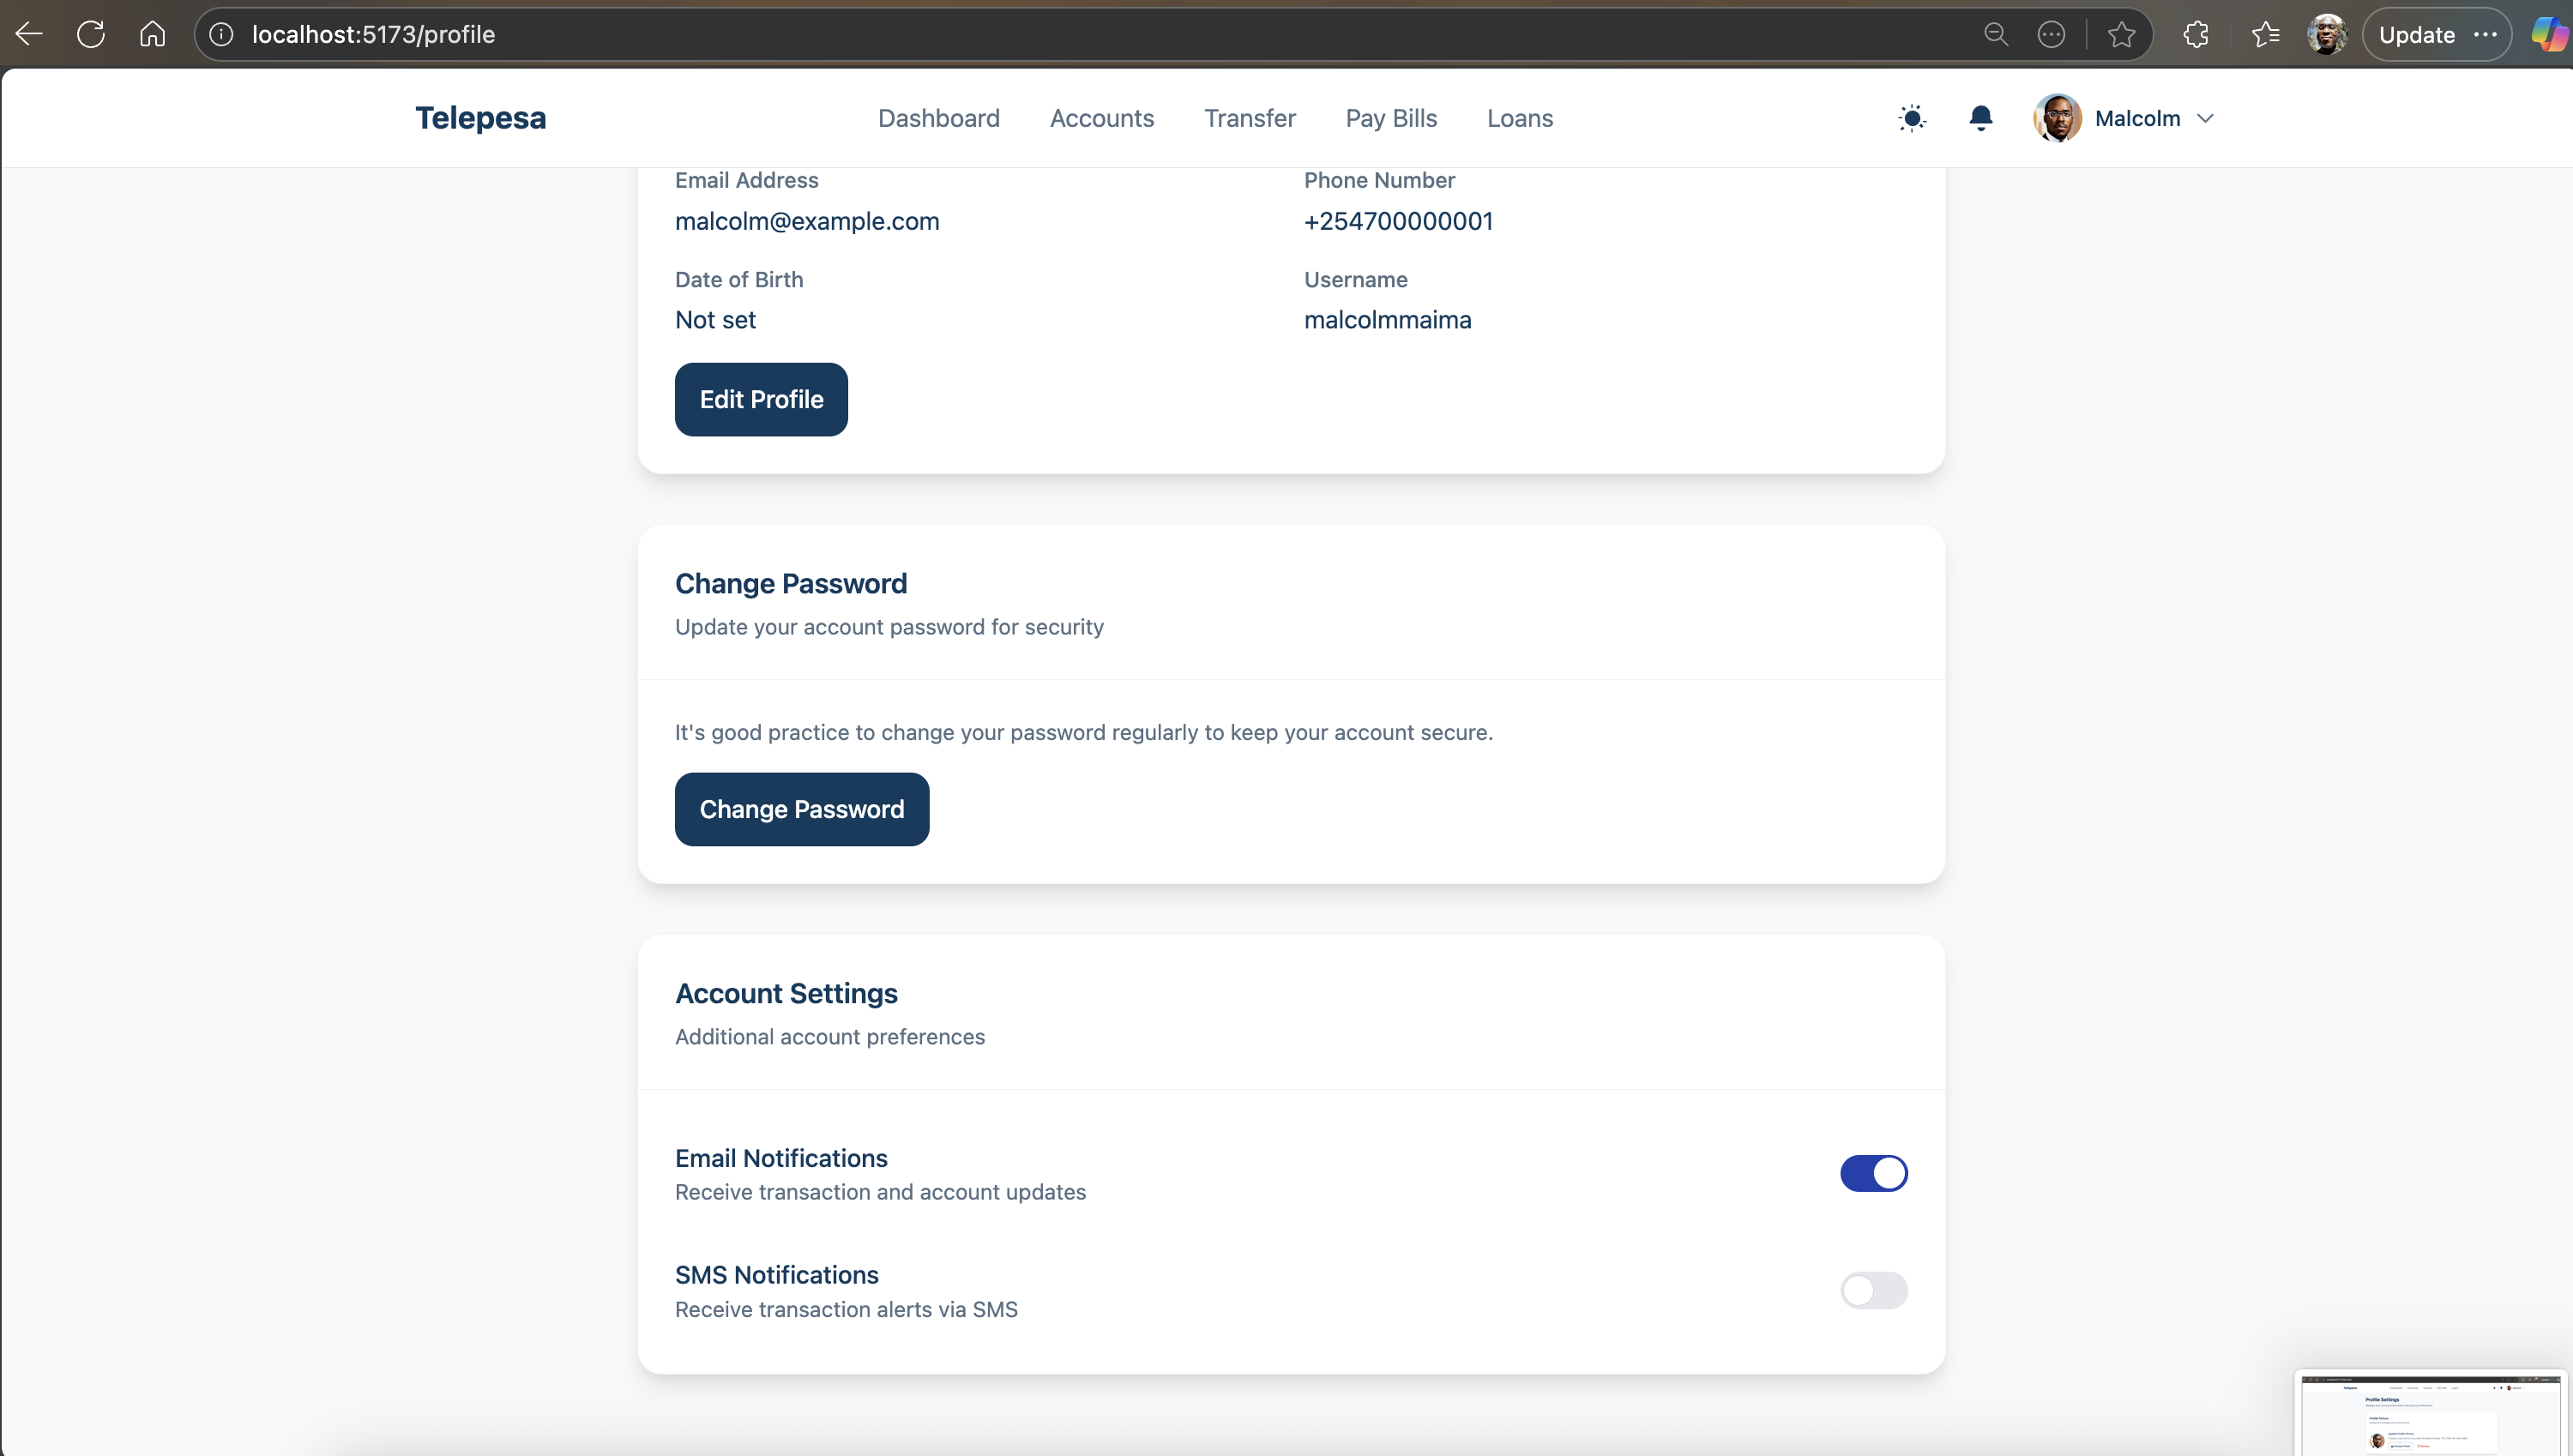 localhost:5173/profile
Update
Telepesa
Dashboard Accounts Transfer Pay Bills Loans
Malcolm
Email Address Phone Number
malcolm@example.com +254700000001
Date of Birth Username
Not set malcolmmaima
Edit Profile
Change Password
Update your account password for security
It's good practice to change your password regularly to keep your account secure.
Change Password
Account Settings
Additional account preferences
Email Notifications
Receive transaction and account updates
SMS Notifications
Receive transaction alerts via SMS
Profile Settings